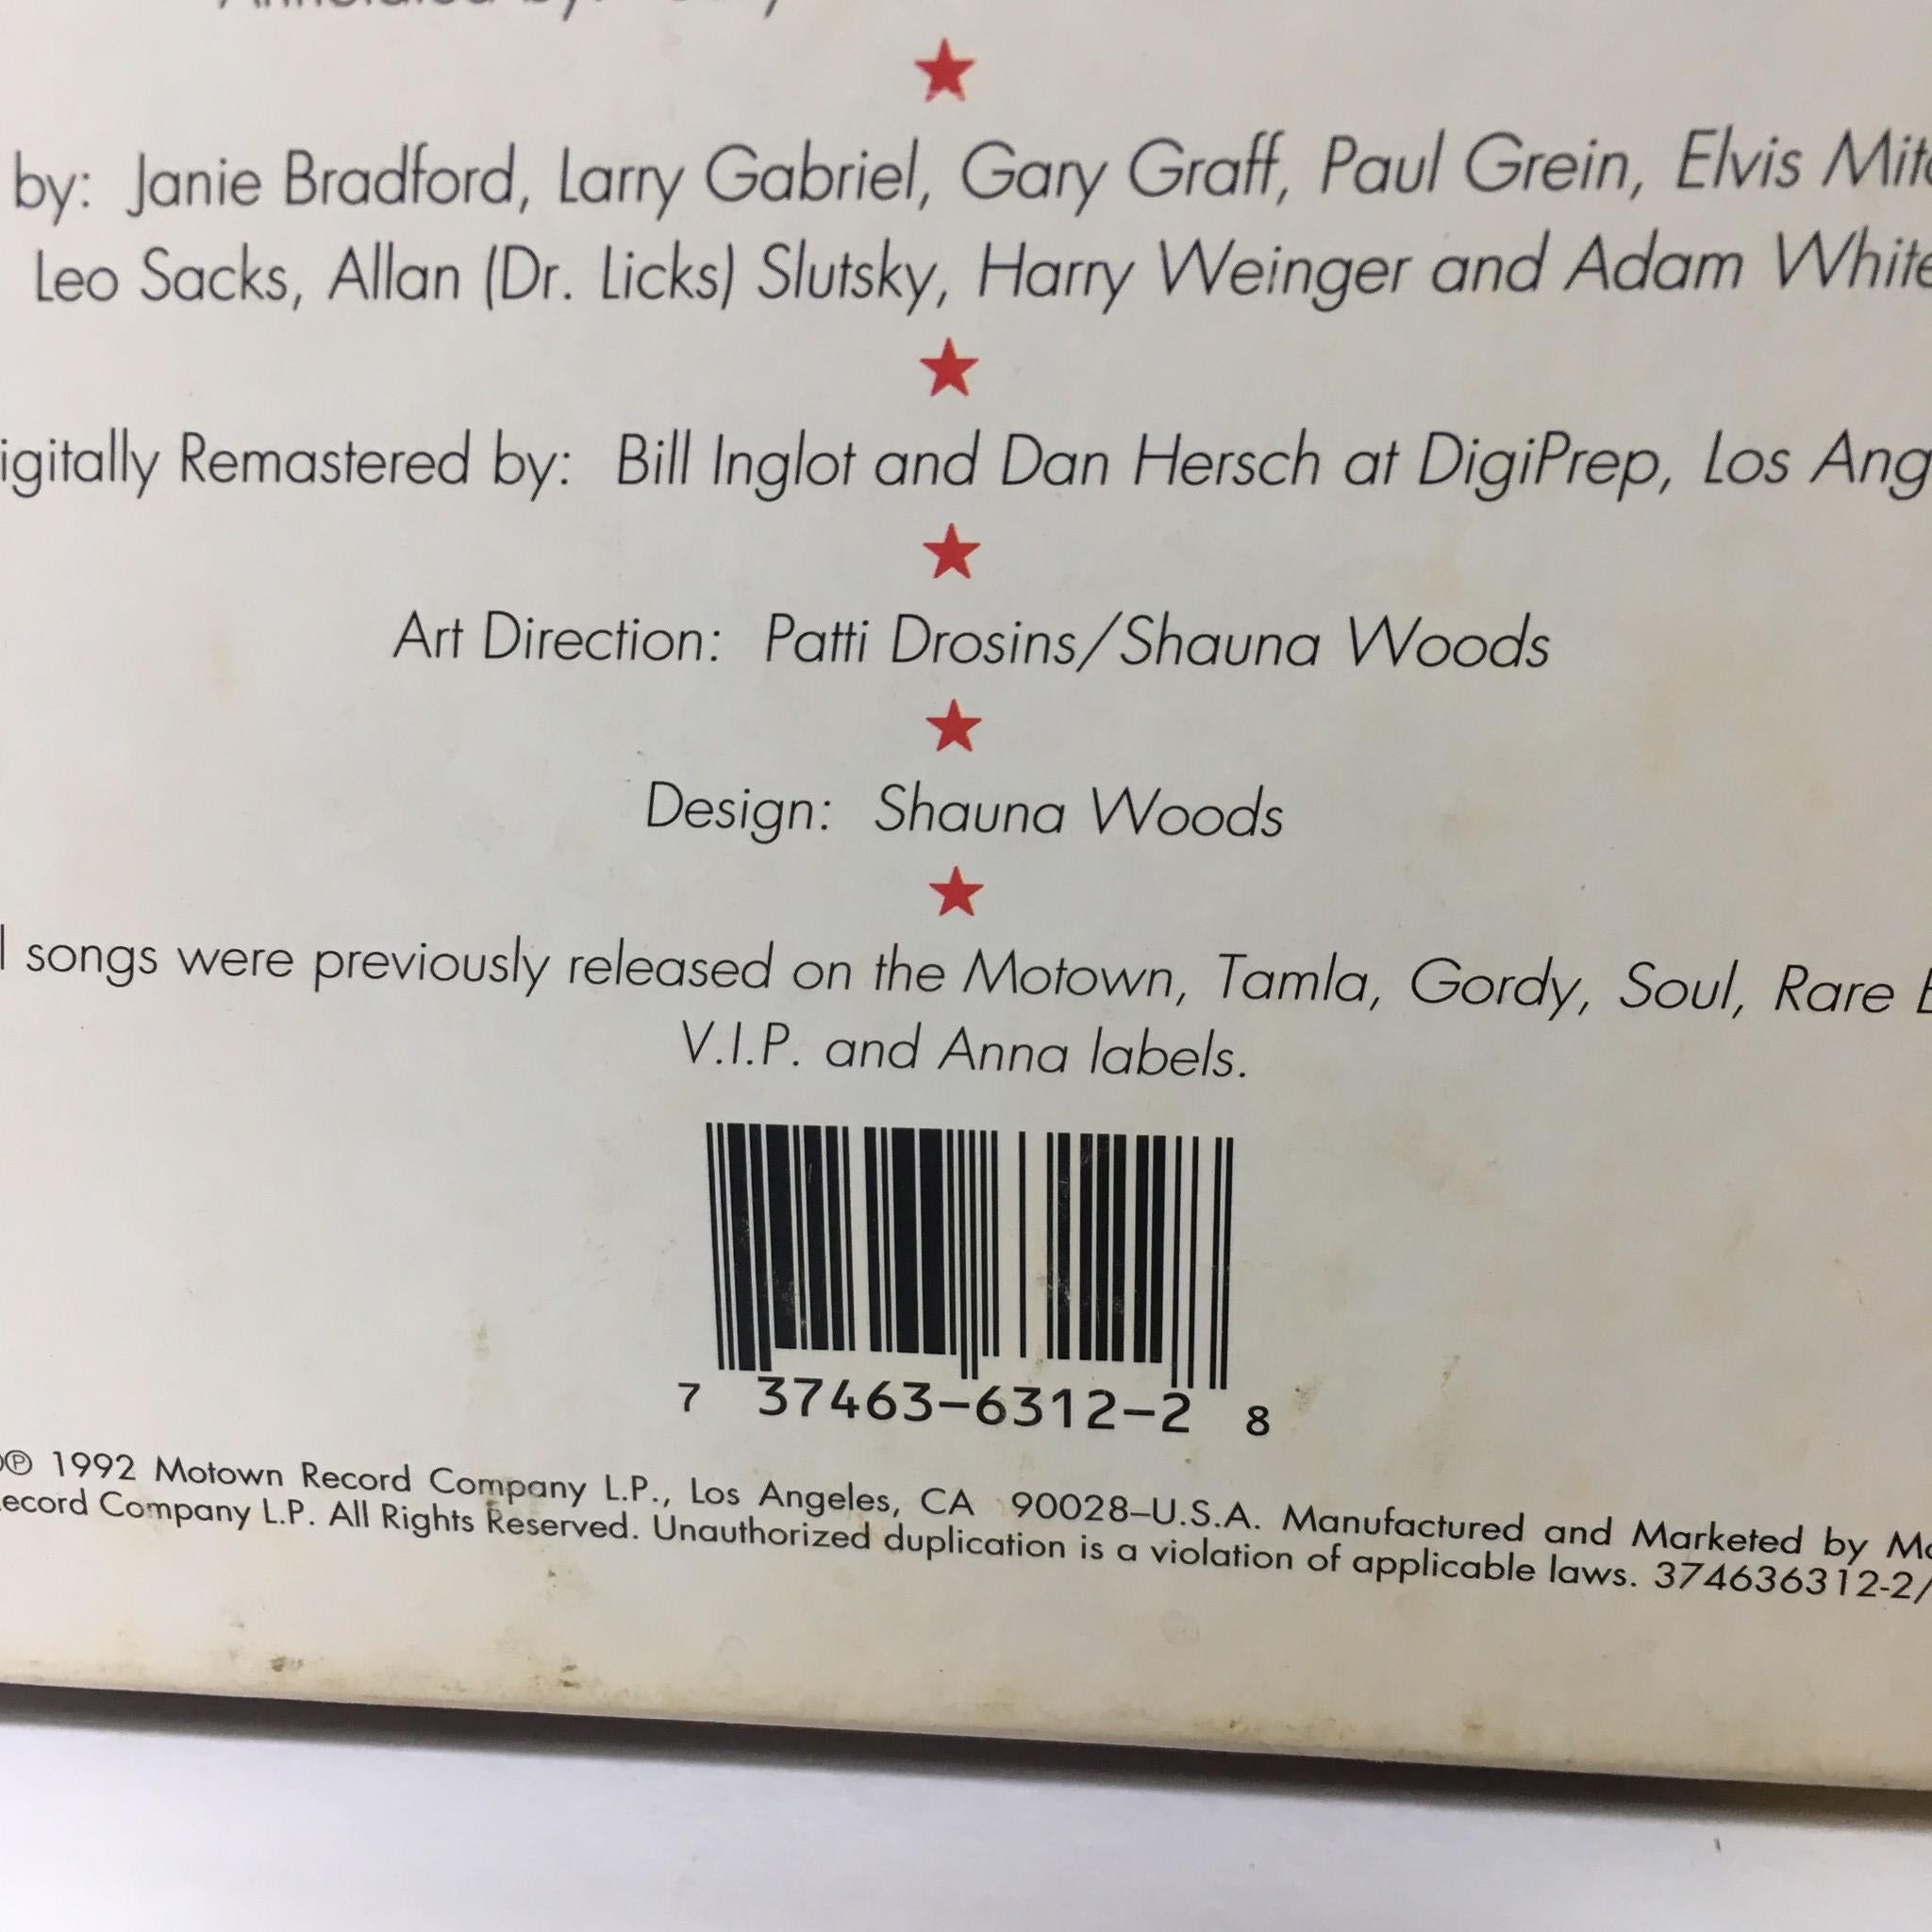 by: Janie Bradford, Larry Gabriel, Gary Graff, Paul Grein, Elvis
Leo Sacks, Allan (Dr. Licks) Slutsky, Harry Weinger and Adam White
igitally Remastered by: Bill Inglot and Dan Hersch at DigiPrep, Los Ang
Art Direction: Patti Drosins/Shauna Woods
Design: Shauna Woods
l songs were previously released on the Motown, Tamla, Gordy, Soul, Rare
V.I.P. and Anna labels.
7 37463-6312-2 8
℗ 1992 Motown Record Company L.P., Los Angeles, CA 90028–U.S.A. Manufactured and Marketed by Mo
ecord Company L.P. All Rights Reserved. Unauthorized duplication is a violation of applicable laws. 374636312-2/